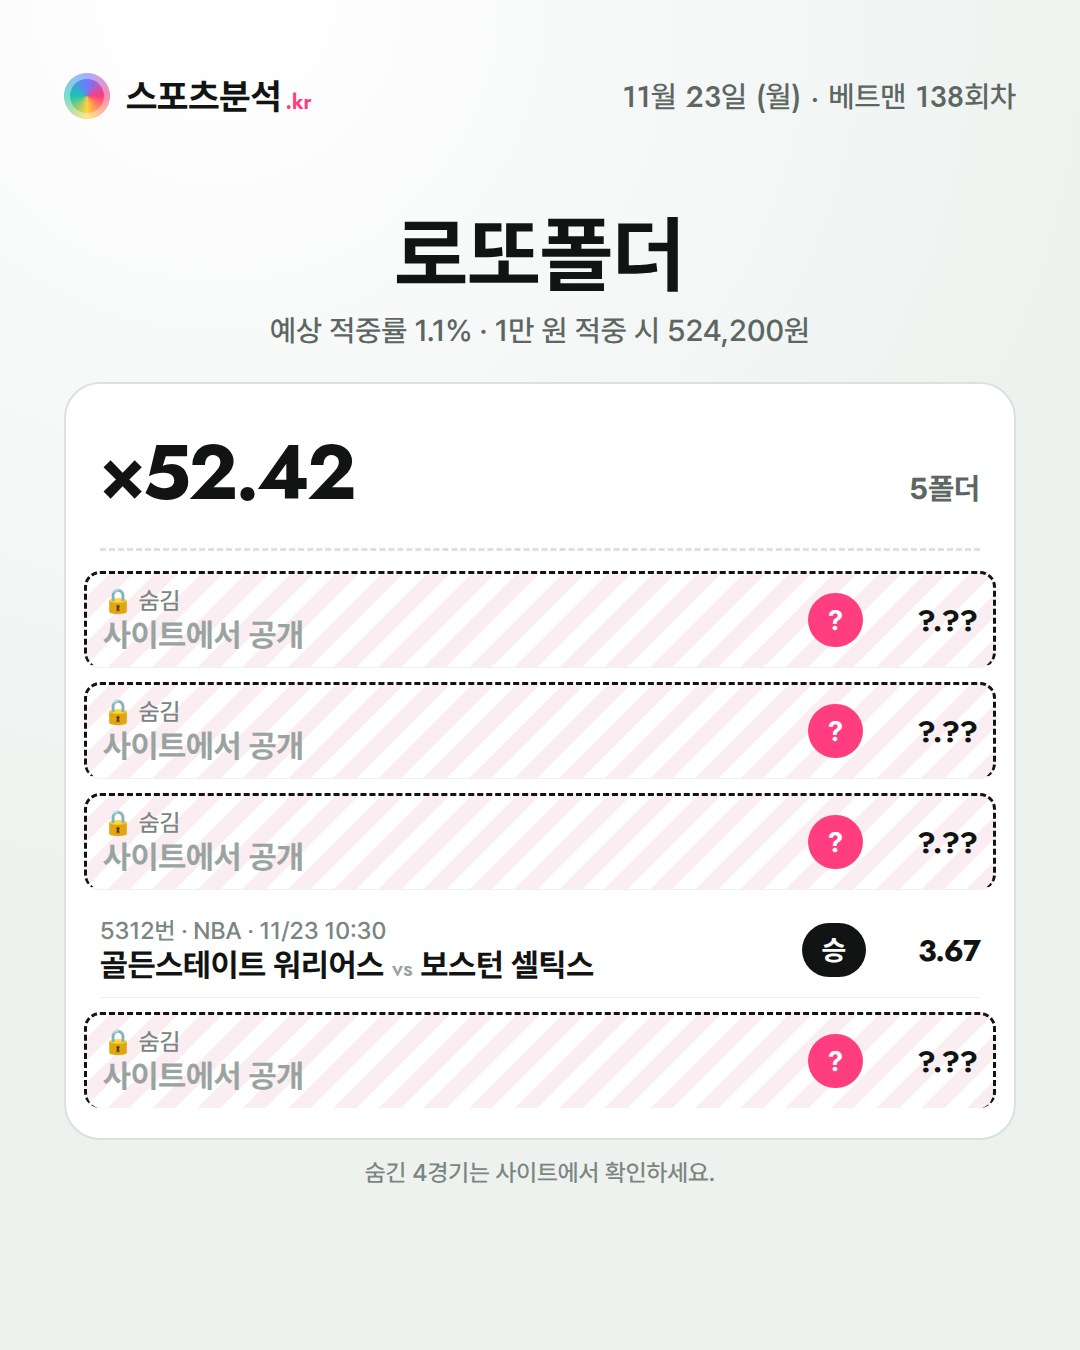 스포츠분석.kr
11월 23일 (월) · 베트맨 138회차
로또폴더
예상 적중률 1.1% · 1만 원 적중 시 524,200원
×52.42
5폴더
🔒 숨김
사이트에서 공개
?
?.??
🔒 숨김
사이트에서 공개
?
?.??
🔒 숨김
사이트에서 공개
?
?.??
5312번 · NBA · 11/23 10:30
골든스테이트 워리어스 vs 보스턴 셀틱스
승
3.67
🔒 숨김
사이트에서 공개
?
?.??
숨긴 4경기는 사이트에서 확인하세요.